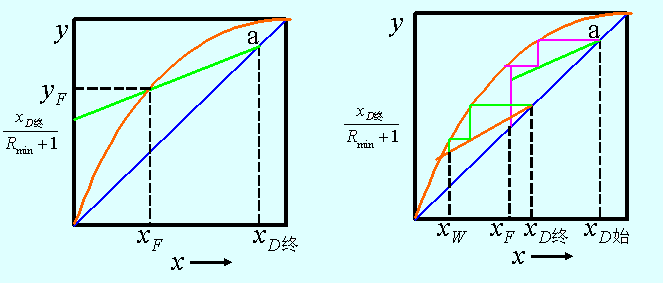 y
a
y_F
x_D终
R_min +1
x_F
x_D终
x →
y
a
x_D终
R_min +1
x_W
x_F
x_D终
x_D始
x →